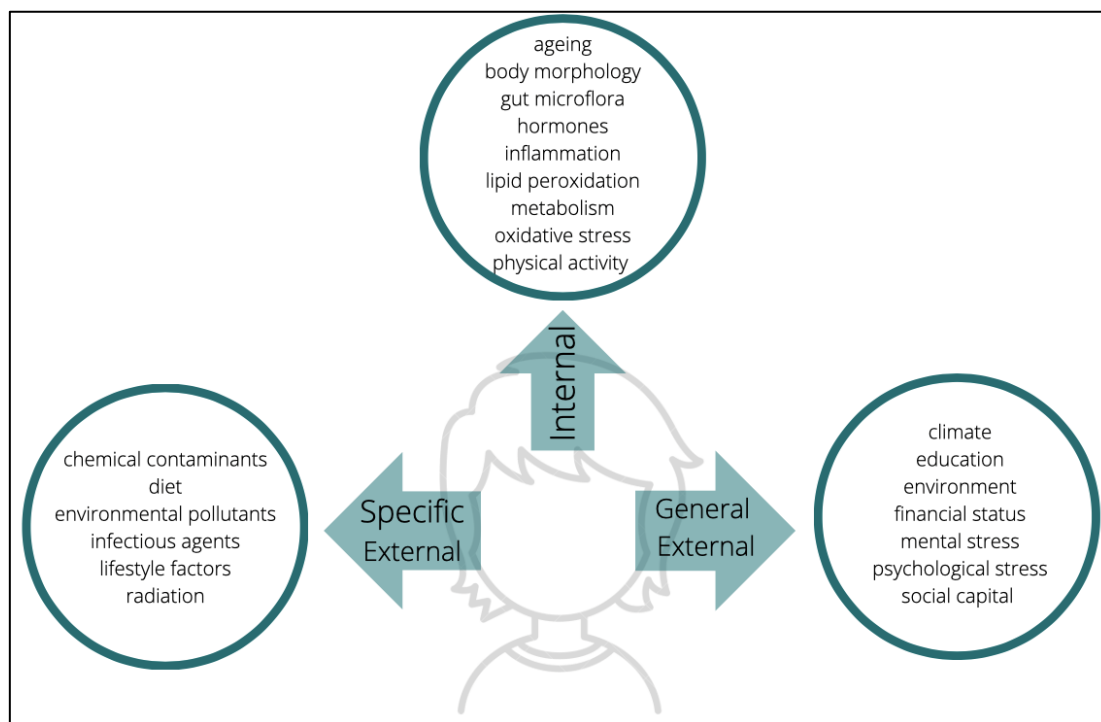 ageing
body morphology
gut microflora
hormones
inflammation
lipid peroxidation
metabolism
oxidative stress
physical activity
Internal
chemical contaminants
diet
environmental pollutants
infectious agents
lifestyle factors
radiation
Specific
External
General
External
climate
education
environment
financial status
mental stress
psychological stress
social capital